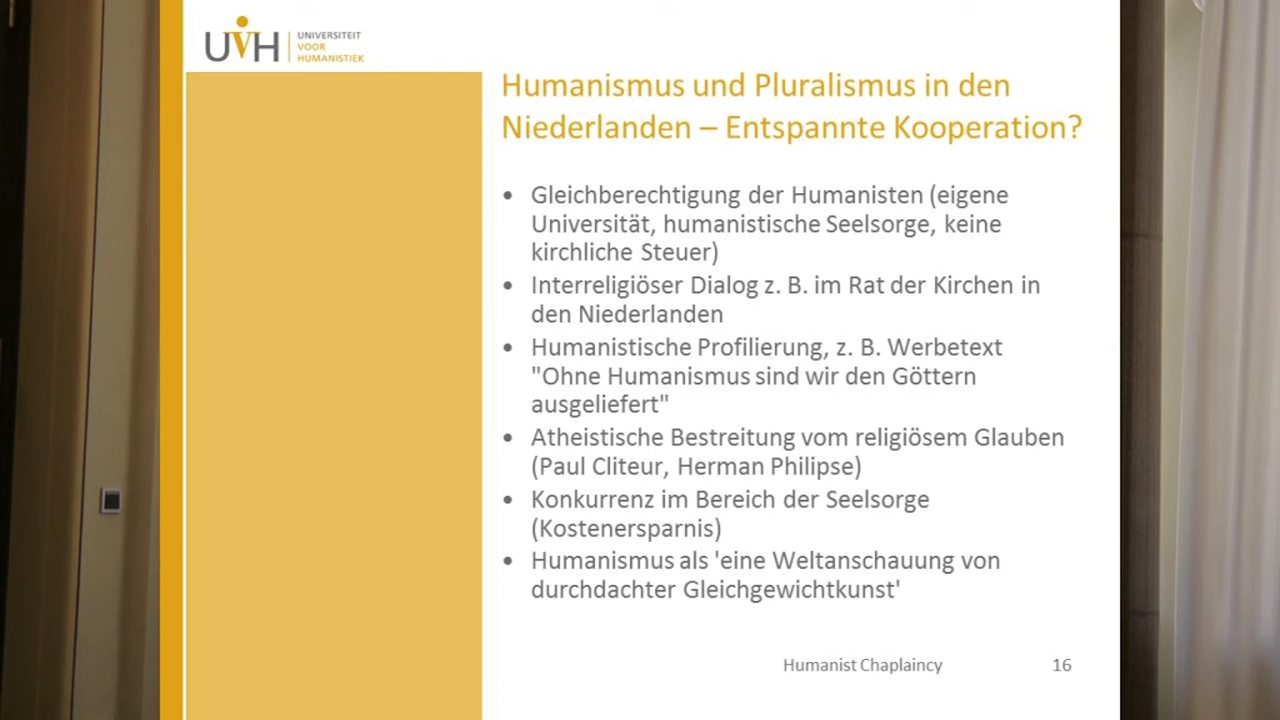 UVH
UNIVERSITEIT
VOOR
HUMANISTIEK
Humanismus und Pluralismus in den
Niederlanden – Entspannte Kooperation?
• Gleichberechtigung der Humanisten (eigene
Universität, humanistische Seelsorge, keine
kirchliche Steuer)
• Interreligiöser Dialog z. B. im Rat der Kirchen in
den Niederlanden
• Humanistische Profilierung, z. B. Werbetext
"Ohne Humanismus sind wir den Göttern
ausgeliefert"
• Atheistische Bestreitung vom religiösem Glauben
(Paul Cliteur, Herman Philipse)
• Konkurrenz im Bereich der Seelsorge
(Kostenersparnis)
• Humanismus als 'eine Weltanschauung von
durchdachter Gleichgewichtkunst'
Humanist Chaplaincy 16